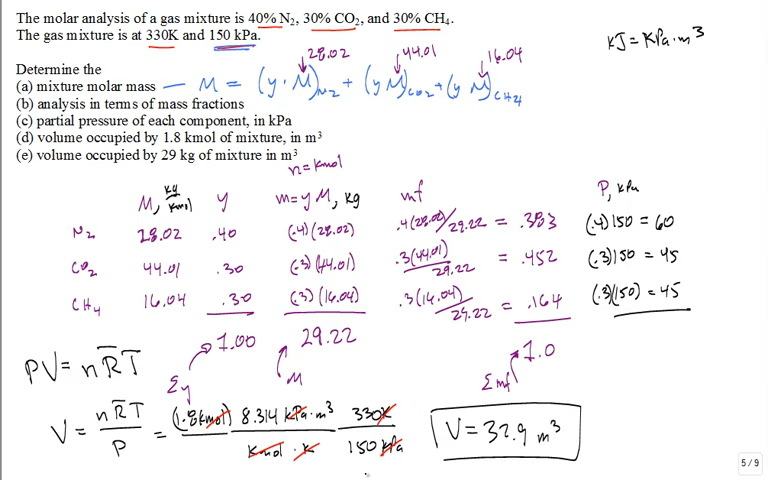 The molar analysis of a gas mixture is 40% N₂, 30% CO₂, and 30% CH₄.
The gas mixture is at 330K and 150 kPa.
kJ = kPa·m³
Determine the
28.02 44.01 16.04
(a) mixture molar mass — M = (y·M)N₂ + (y M)CO₂ + (y M)CH₄
(b) analysis in terms of mass fractions
(c) partial pressure of each component, in kPa
(d) volume occupied by 1.8 kmol of mixture, in m³
(e) volume occupied by 29 kg of mixture in m³
n=kmol
M, kg/kmol y m=yM, kg mf P, kPa
N₂ 28.02 .40 (.4)(28.02) .4(28.02)/29.22 = .383 (.4)150 = 60
CO₂ 44.01 .30 (.3)(44.01) .3(44.01)/29.22 = .452 (.3)150 = 45
CH₄ 16.04 .30 (.3)(16.04) .3(16.04)/29.22 = .164 (.3)(150) = 45
1.00 29.22 1.0
Σy M Σmf
PV = nR̅T
V = nR̅T/P = (1.8kmol) 8.314 kPa·m³/kmol·K 330K/150 kPa V = 32.9 m³
5/9